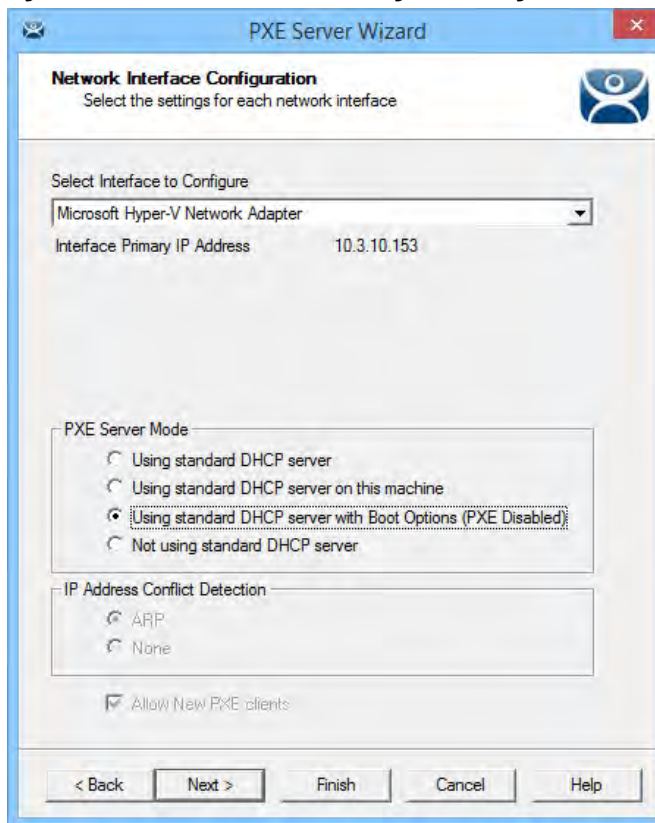 PXE Server Wizard
Network Interface Configuration
Select the settings for each network interface
Select Interface to Configure
Microsoft Hyper-V Network Adapter
Interface Primary IP Address 10.3.10.153
PXE Server Mode
Using standard DHCP server
Using standard DHCP server on this machine
Using standard DHCP server with Boot Options (PXE Disabled)
Not using standard DHCP server
IP Address Conflict Detection
ARP
None
Allow New PXE clients
< Back Next > Finish Cancel Help